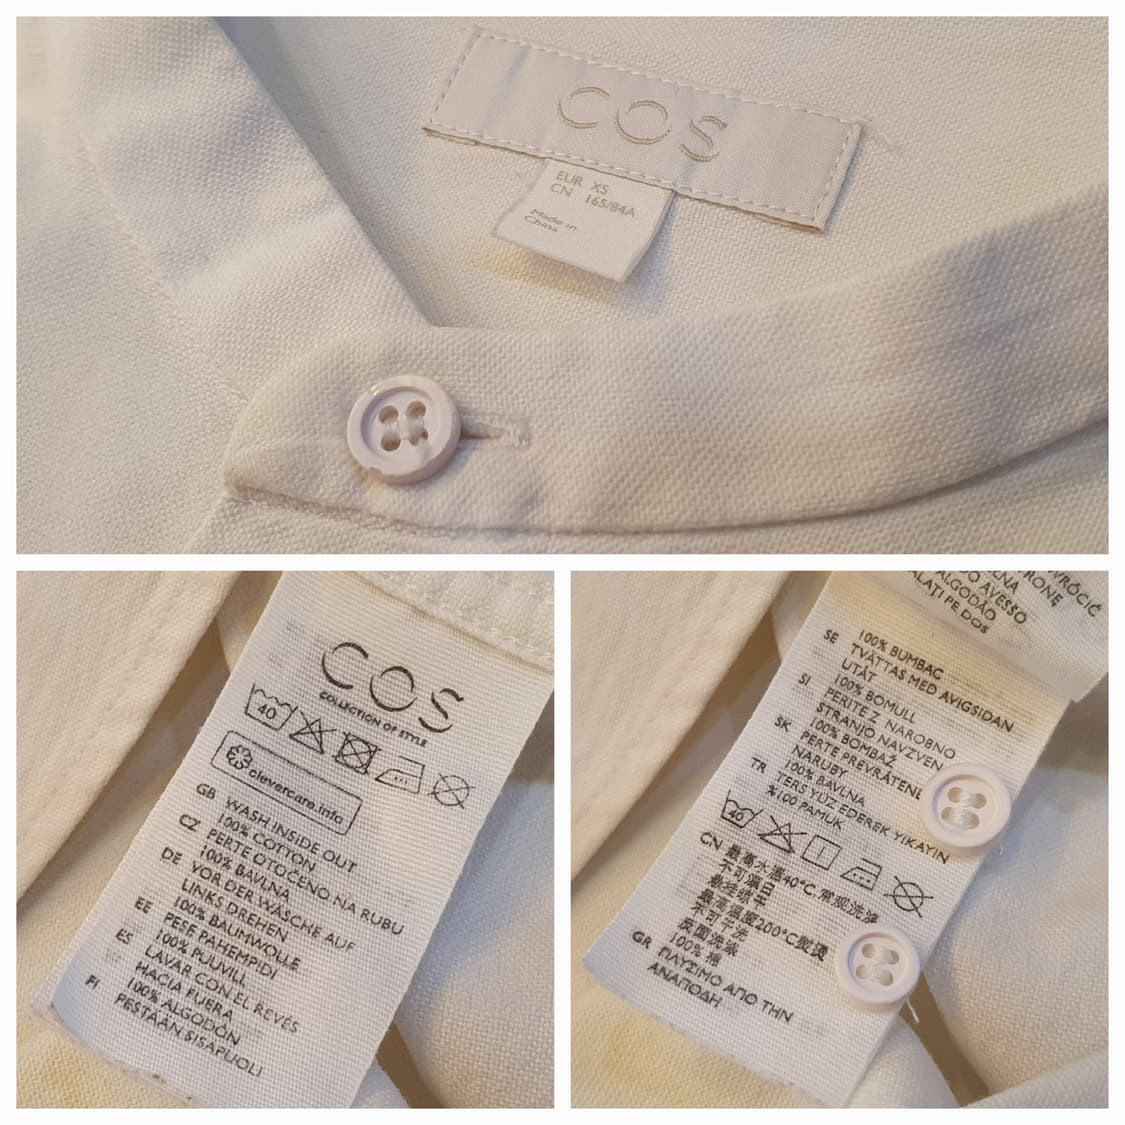 COS
EUR XS
CN 165/84A
Made in
China
COS
COLLECTION OF STYLE
40
clevercare.info
GB WASH INSIDE OUT
100% COTTON
CZ PERTE OTOČENO NA RUBU
100% BAVLNA
DE VOR DER WÄSCHE AUF
LINKS DREHEN
100% BAUMWOLLE
EE PESE PAHEMPIDI
100% PUUVILL
ES LAVAR CON EL REVÉS
HACIA FUERA
100% ALGODÓN
FI PESTÄÄN SISÄPUOLI
AVESSO
ALGODÃO
PE DOS
SE 100% BUMBAC
TVÄTTAS MED AVIGSIDAN
UTÅT
SI 100% BOMULL
PERITE Z NAROBNO
STRANJO NAVZVEN
SK 100% BOMBAŽ
PERTE PREVRÁTENÉ
NARUBY
TR 100% BAVLNA
TERS YÜZ EDEREK YIKAYIN
%100 PAMUK
40
CN 最高水温40°C,常规洗涤
不可漂白
悬挂晾干
最高温度200°C熨烫
不可干洗
反面洗涤
100% 棉
GR ΠΛΥΣΙΜΟ ΑΠΟ ΤΗΝ
ΑΝΑΠΟΔΗ